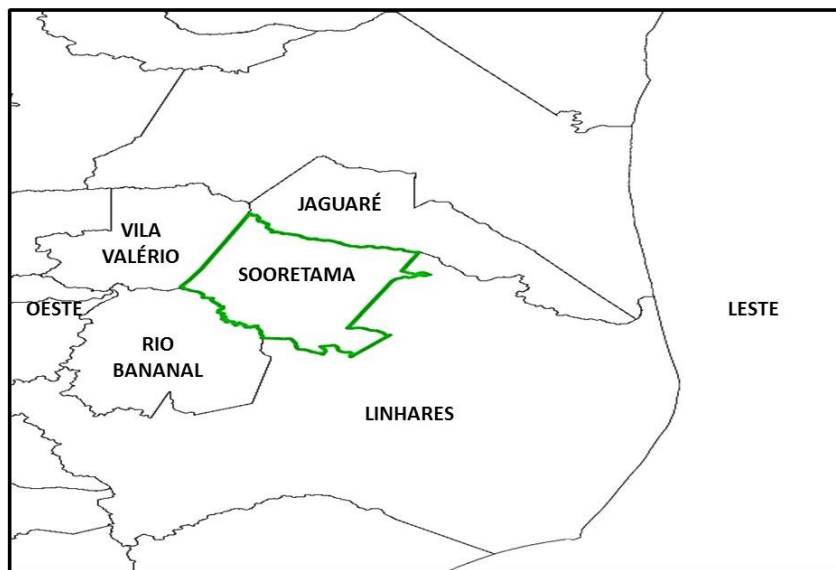 JAGUARÉ
VILA
VALÉRIO
SOORETAMA
OESTE
LESTE
RIO
BANANAL
LINHARES